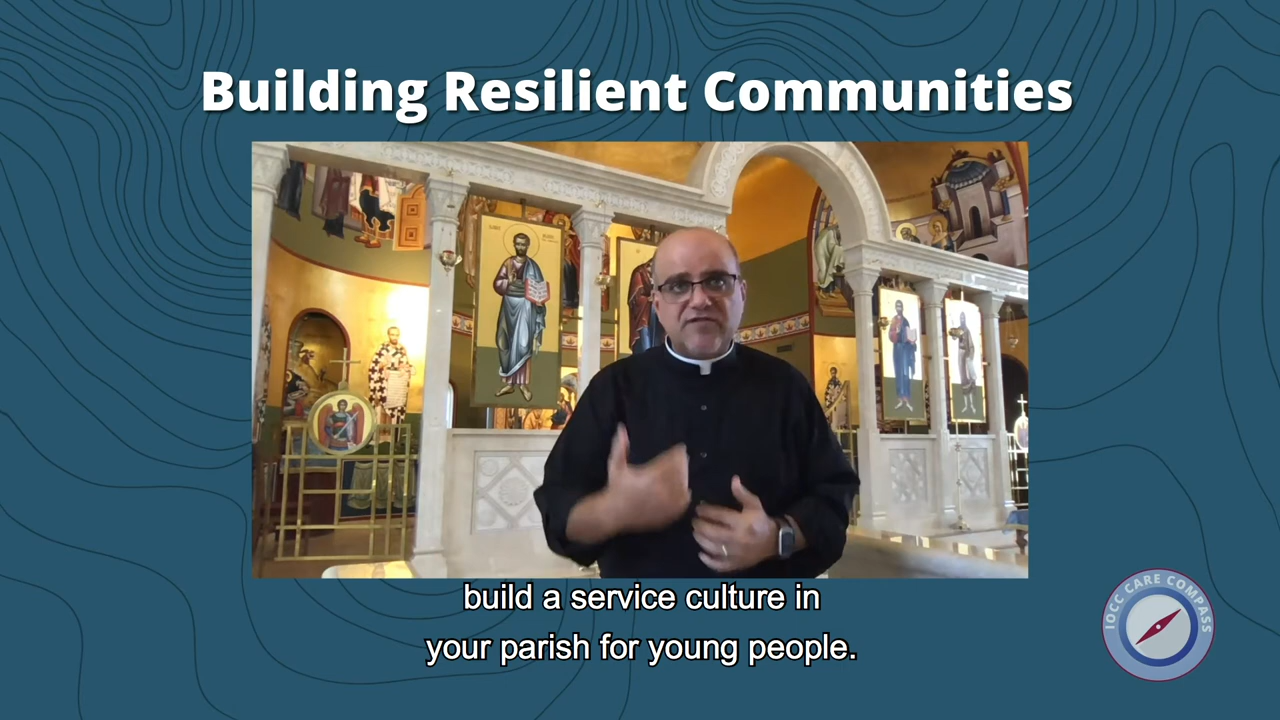 Building Resilient Communities
build a service culture in
your parish for young people.
IOCC CARE COMPASS